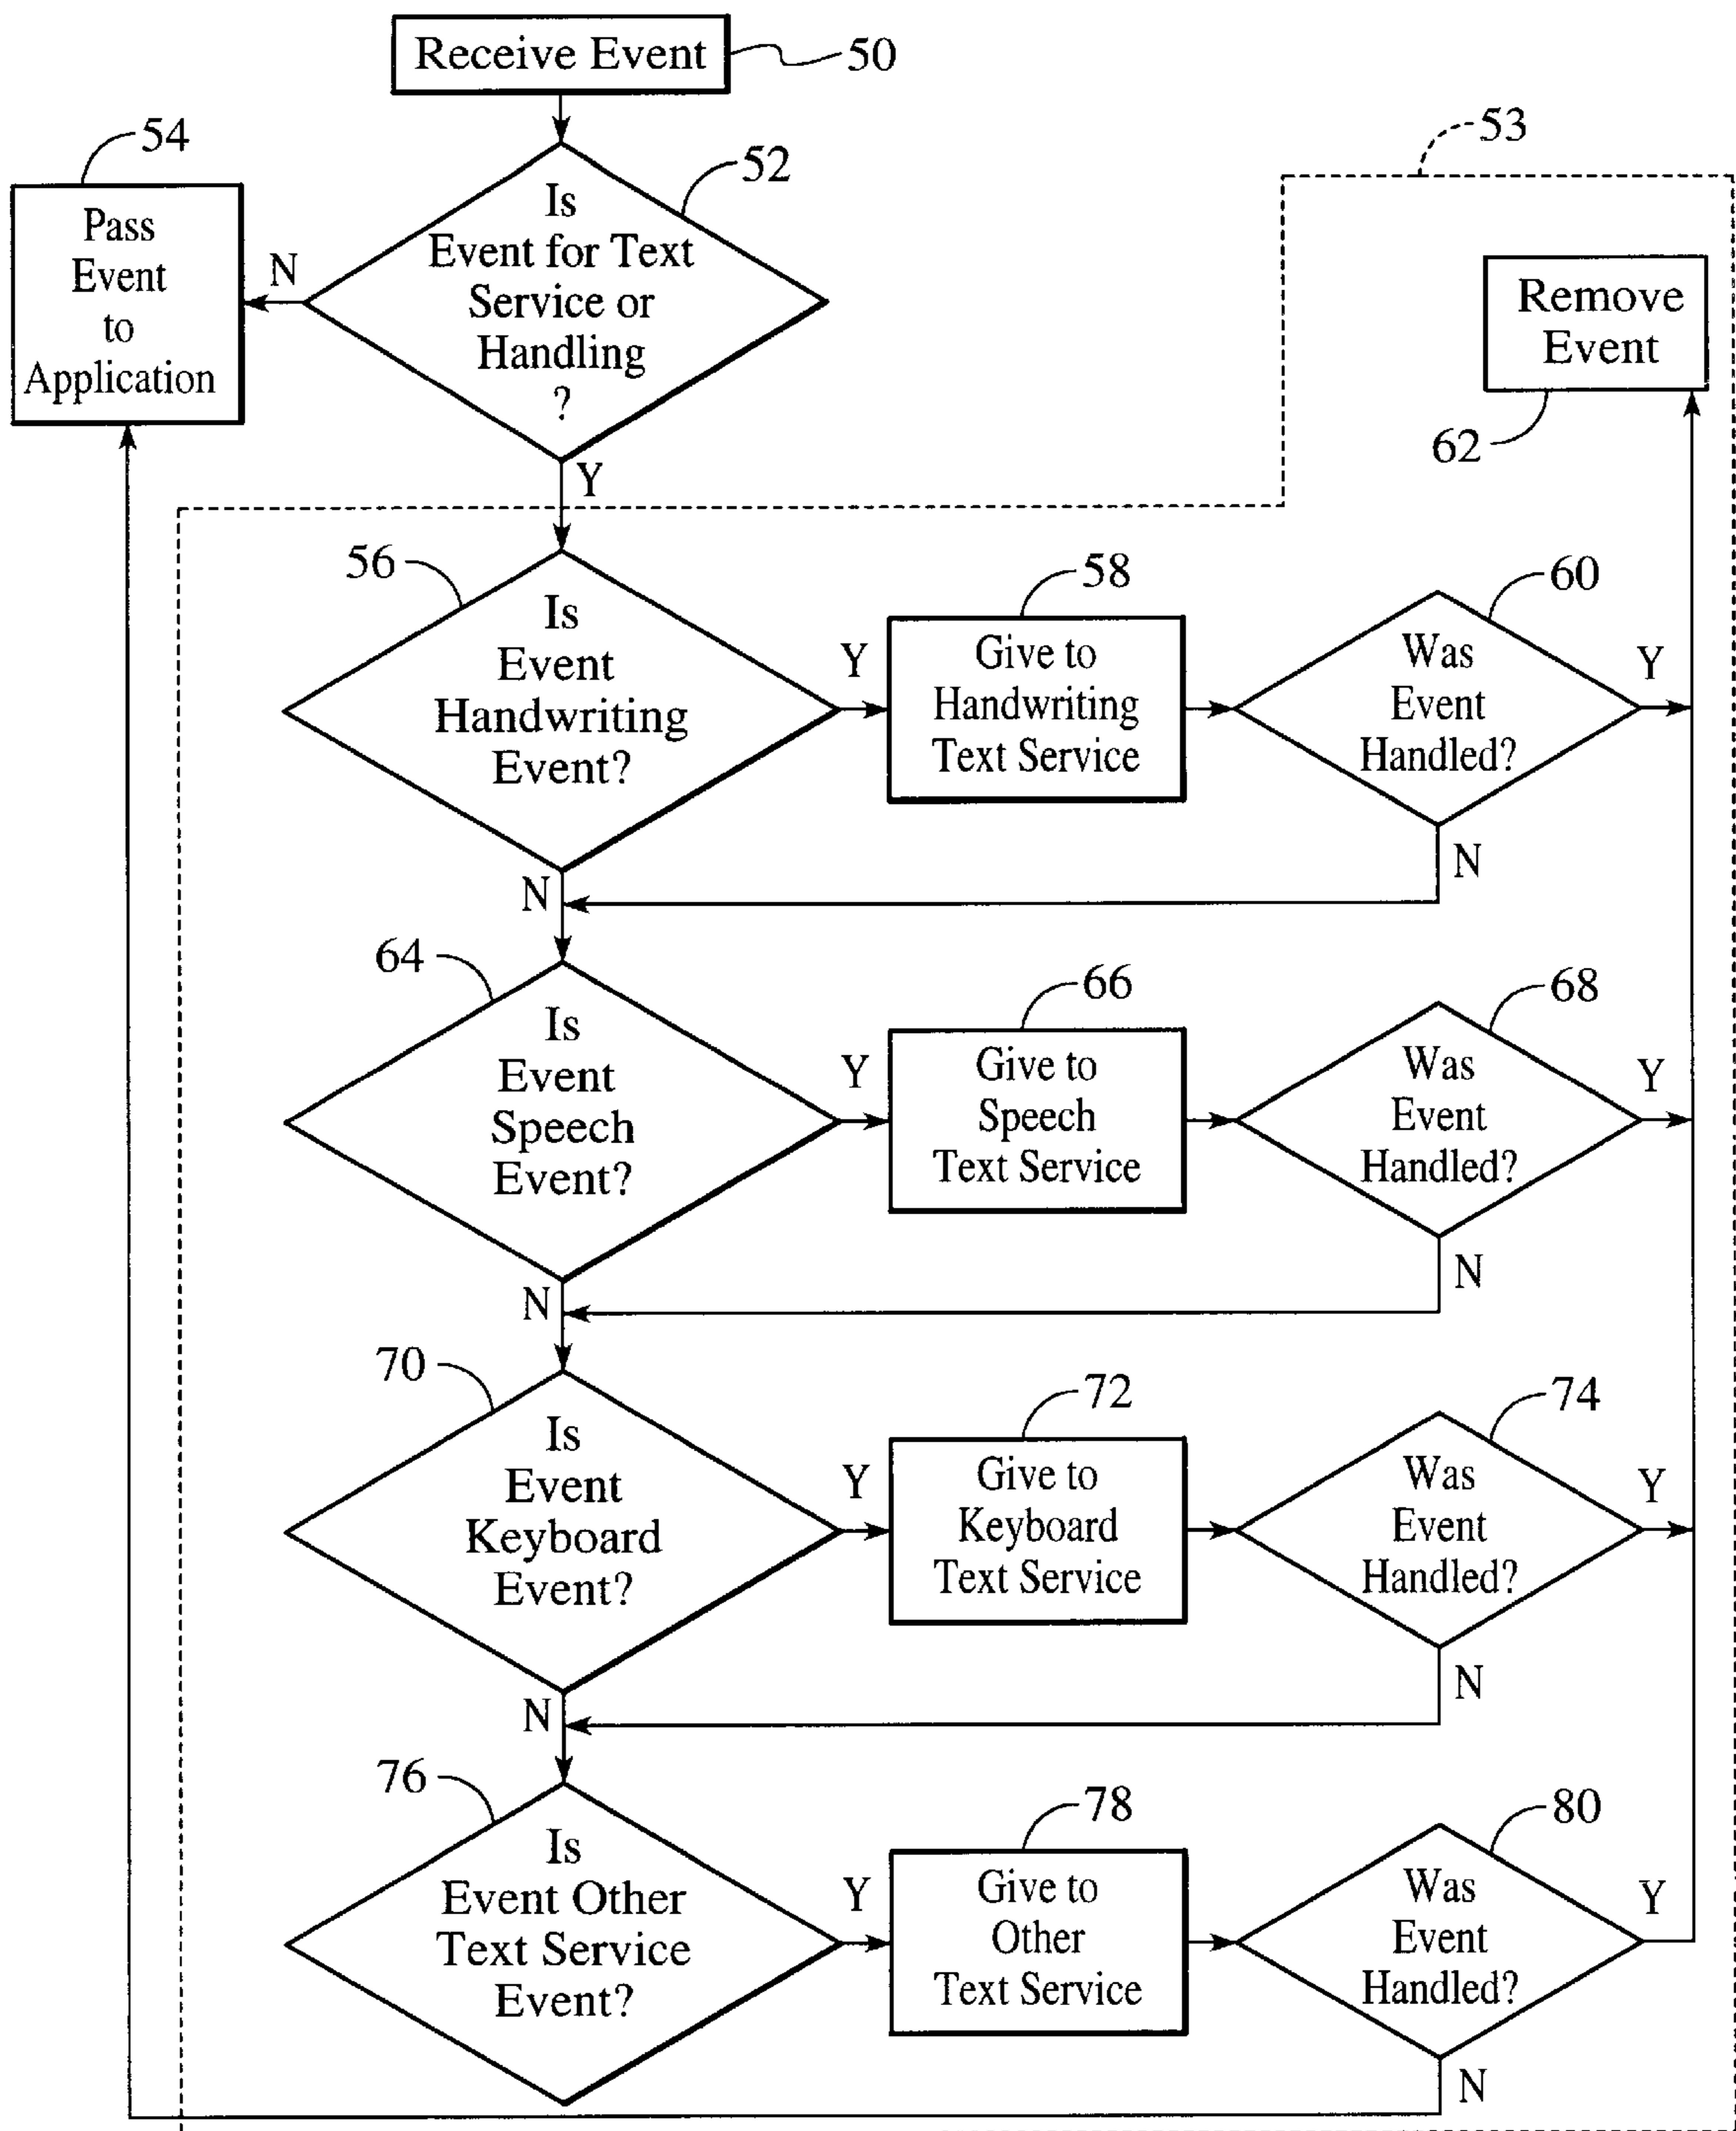 Receive Event
50
54
53
52
Pass
Event
to
Application
N
Is
Event for Text
Service or
Handling
?
Remove
Event
62
Y
56
Is
Event
Handwriting
Event?
Y
58
Give to
Handwriting
Text Service
60
Was
Event
Handled?
Y
N
N
64
Is
Event
Speech
Event?
Y
66
Give to
Speech
Text Service
68
Was
Event
Handled?
Y
N
N
70
Is
Event
Keyboard
Event?
Y
72
Give to
Keyboard
Text Service
74
Was
Event
Handled?
Y
N
N
76
Is
Event Other
Text Service
Event?
Y
78
Give to
Other
Text Service
80
Was
Event
Handled?
Y
N